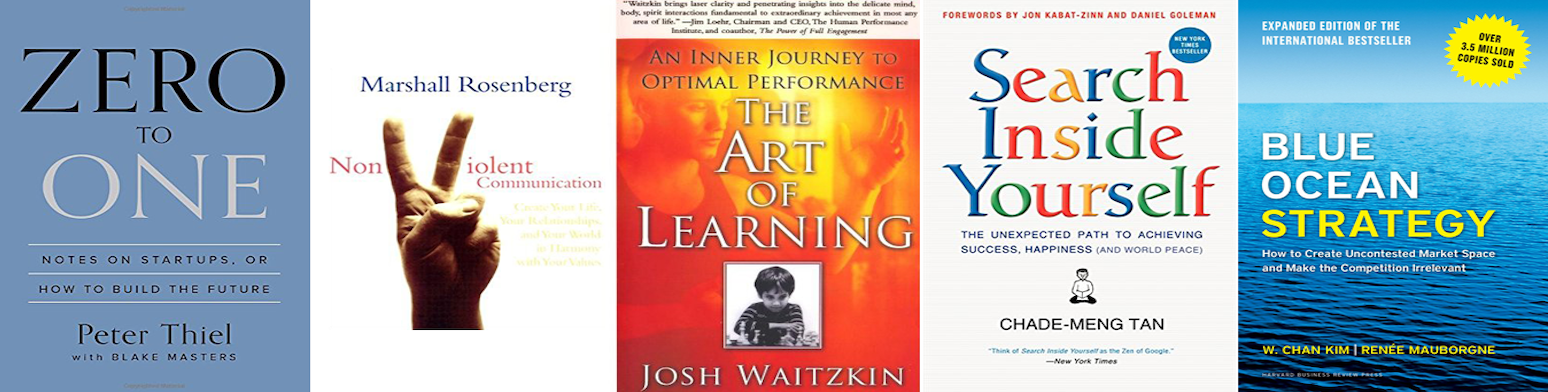 ZERO
TO
ONE
NOTES ON STARTUPS, OR
HOW TO BUILD THE FUTURE
Peter Thiel
with BLAKE MASTERS
Marshall Rosenberg
Non iolent
Communication
Create Your Life,
Your Relationships,
and Your World
in Harmony
with Your Values
"Waitzkin brings laser clarity and penetrating insights into the delicate mind,
body, spirit interactions fundamental to extraordinary achievement in most any
area of life." —Jim Loehr, Chairman and CEO, The Human Performance
Institute, and coauthor, The Power of Full Engagement
AN INNER JOURNEY TO
OPTIMAL PERFORMANCE
THE
ART
OF
LEARNING
JOSH WAITZKIN
FOREWORDS BY JON KABAT-ZINN AND DANIEL GOLEMAN
NEW YORK
TIMES
BESTSELLER
Search
Inside
Yourself
THE UNEXPECTED PATH TO ACHIEVING
SUCCESS, HAPPINESS (AND WORLD PEACE)
CHADE-MENG TAN
"Think of Search Inside Yourself as the Zen of Google."
—New York Times
EXPANDED EDITION OF THE
INTERNATIONAL BESTSELLER
OVER
3.5 MILLION
COPIES SOLD
BLUE
OCEAN
STRATEGY
How to Create Uncontested Market Space
and Make the Competition Irrelevant
W. CHAN KIM | RENÉE MAUBORGNE
HARVARD BUSINESS REVIEW PRESS